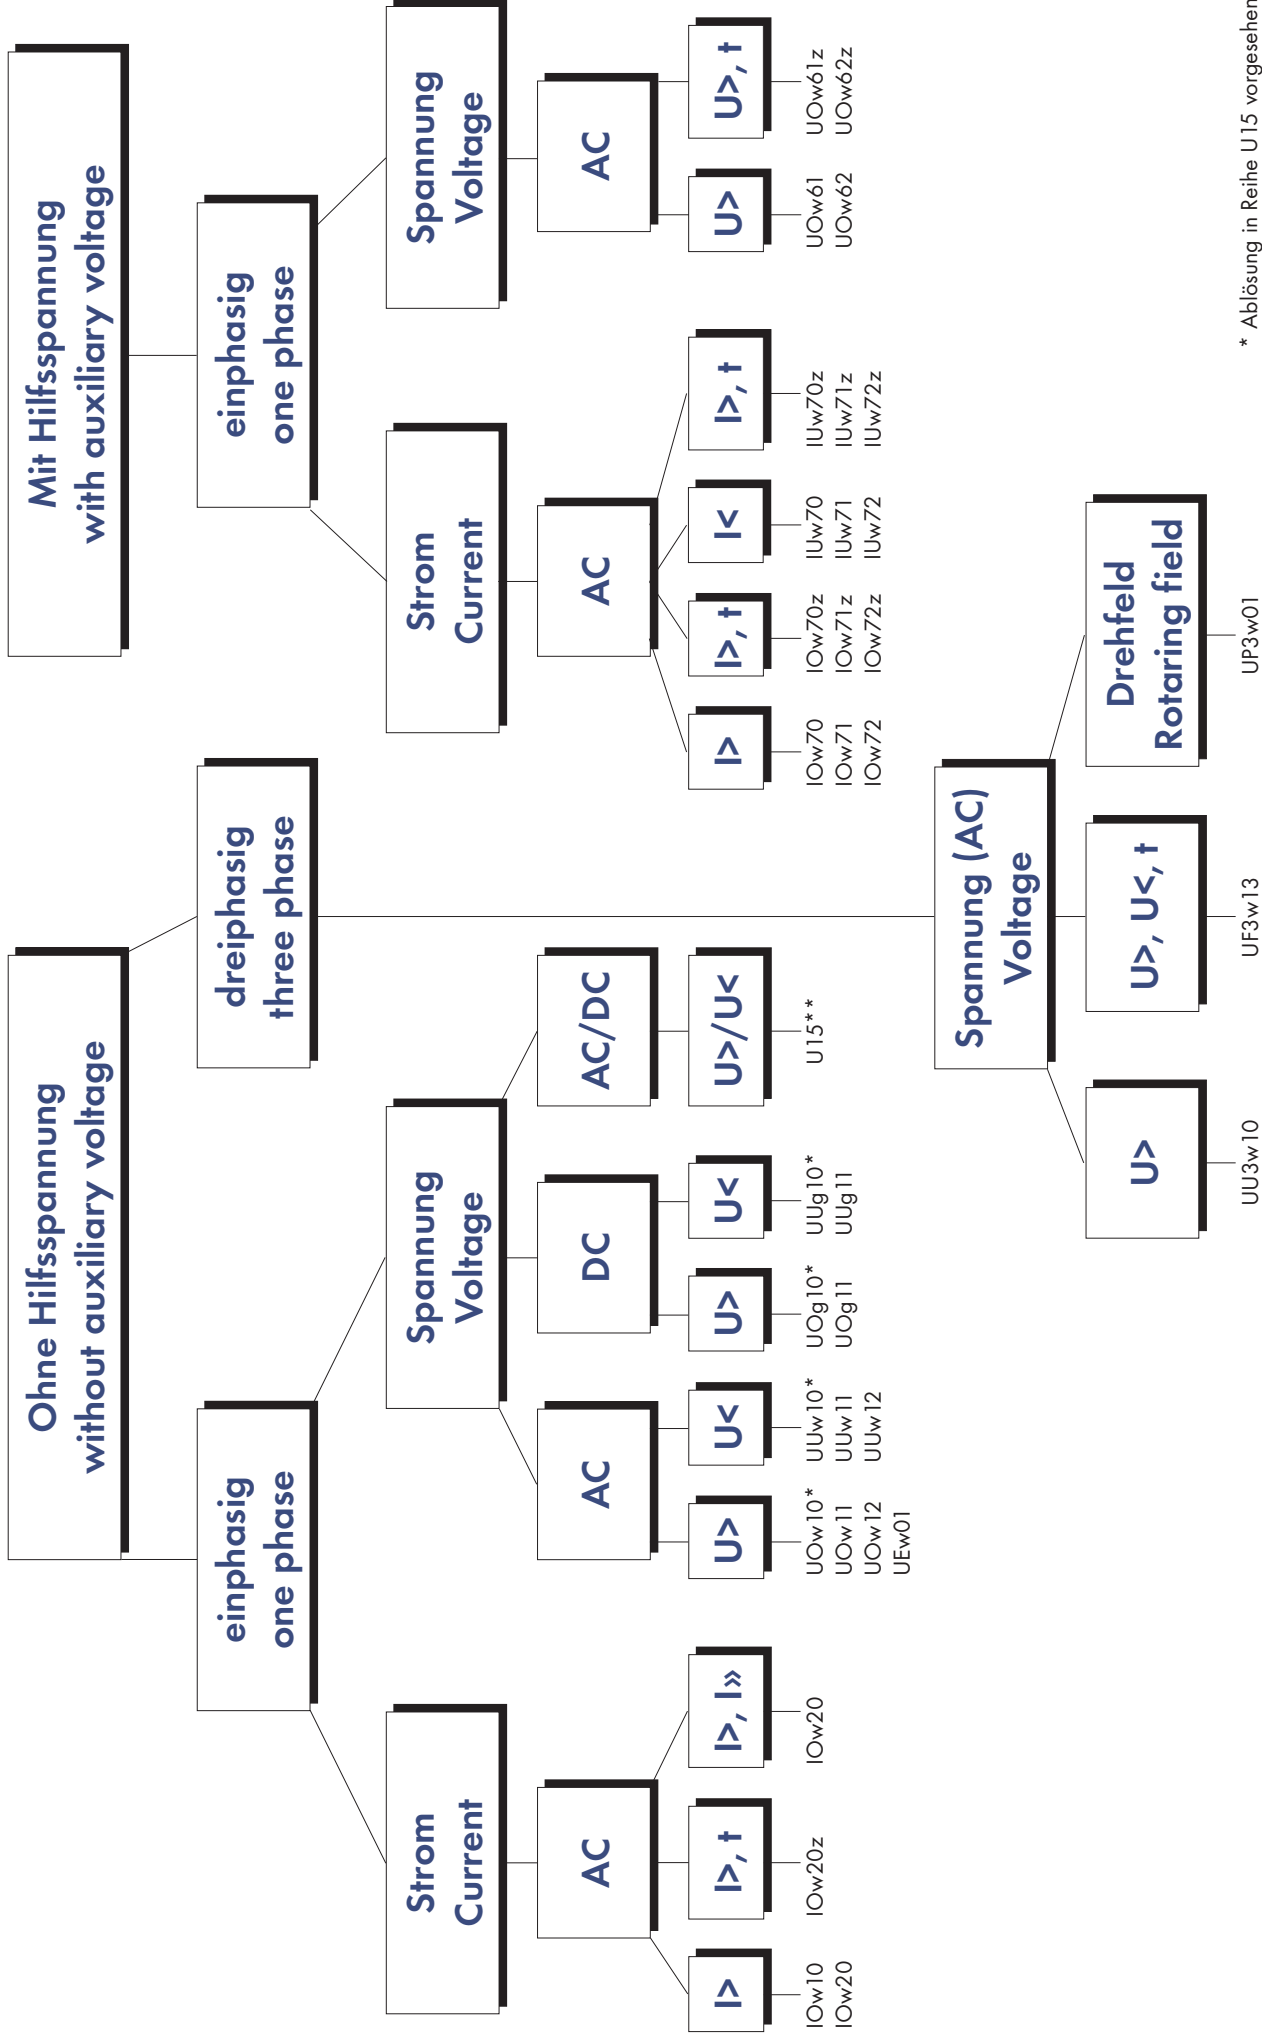 Ohne Hilfsspannung
without auxiliary voltage
Mit Hilfsspannung
with auxiliary voltage
einphasig
one phase
dreiphasig
three phase
einphasig
one phase
Strom
Current
Spannung
Voltage
Strom
Current
Spannung
Voltage
AC
AC
DC
AC/DC
AC
AC
I>
I>, t
I>, I»
U>
U<
U>
U<
U>/U<
I>
I>, t
I<
I>, t
U>
U>, t
IOw10
IOw20
IOw20z
IOw20
UOw10*
UOw11
UOw12
UEw01
UUw10*
UUw11
UUw12
UOg10*
UOg11
UUg10*
UUg11
U15**
IOw70
IOw71
IOw72
IOw70z
IOw71z
IOw72z
IUw70
IUw71
IUw72
IUw70z
IUw71z
IUw72z
UOw61
UOw62
UOw61z
UOw62z
Spannung (AC)
Voltage
U>
U>, U<, t
Drehfeld
Rotaring field
UU3w10
UF3w13
UP3w01
* Ablösung in Reihe U15 vorgesehen